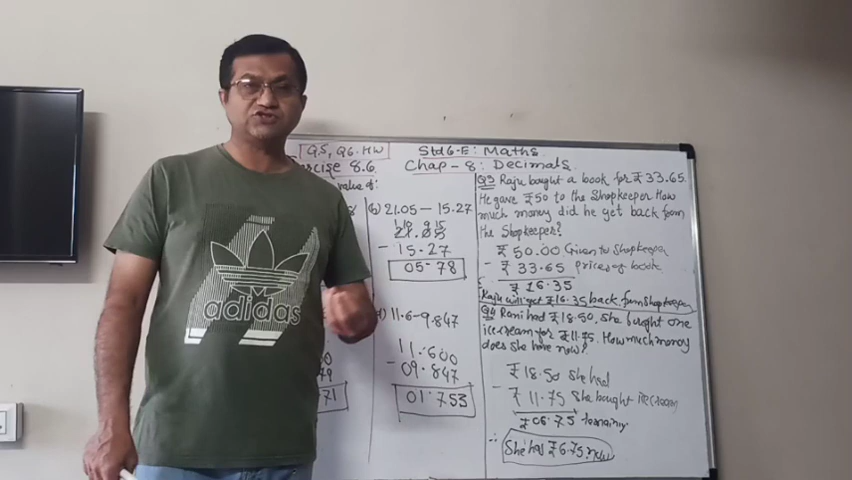 Q.5, Q6. HW
Std 6-E: Maths
Exercise 8.6
Chap - 8: Decimals.
value of:
(b) 21.05 — 15.27
21.05
- 15.27
05.78
11.6 - 9.847
11.600
- 09.847
01.753
71
adidas
Q3 Raju bought a book for ₹ 33.65.
He gave ₹50 to the Shopkeeper How
much money did he get back from
the Shopkeeper?
₹ 50.00 Given to Shopkeeper
- ₹ 33.65 price of book
₹ 16.35
Raju will get ₹16.35 back from shopkeeper
Q4 Rani had ₹18.50, She bought one
ice-cream for ₹11.75. How much money
does She have now?
₹18.50 She had
- ₹ 11.75 She bought ice cream
₹ 06.75 remaining
∴ She has ₹6.75 now